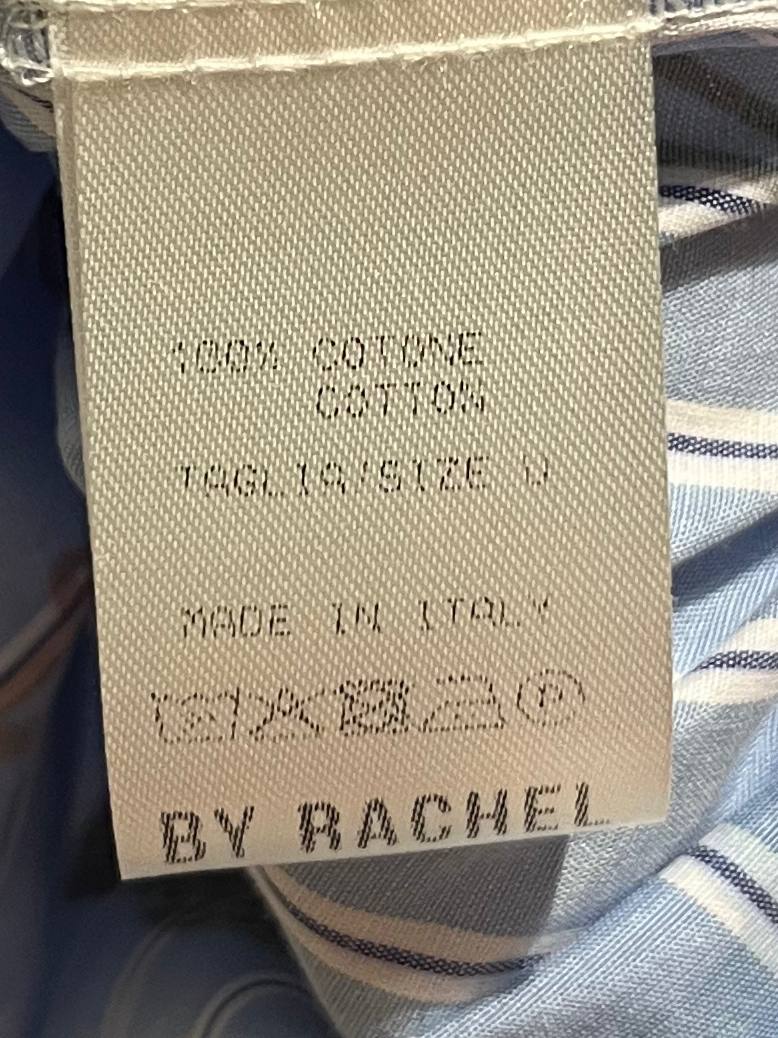 100% COTONE
COTTON
TAGLIA/SIZE U
MADE IN ITALY
P
BY RACHEL